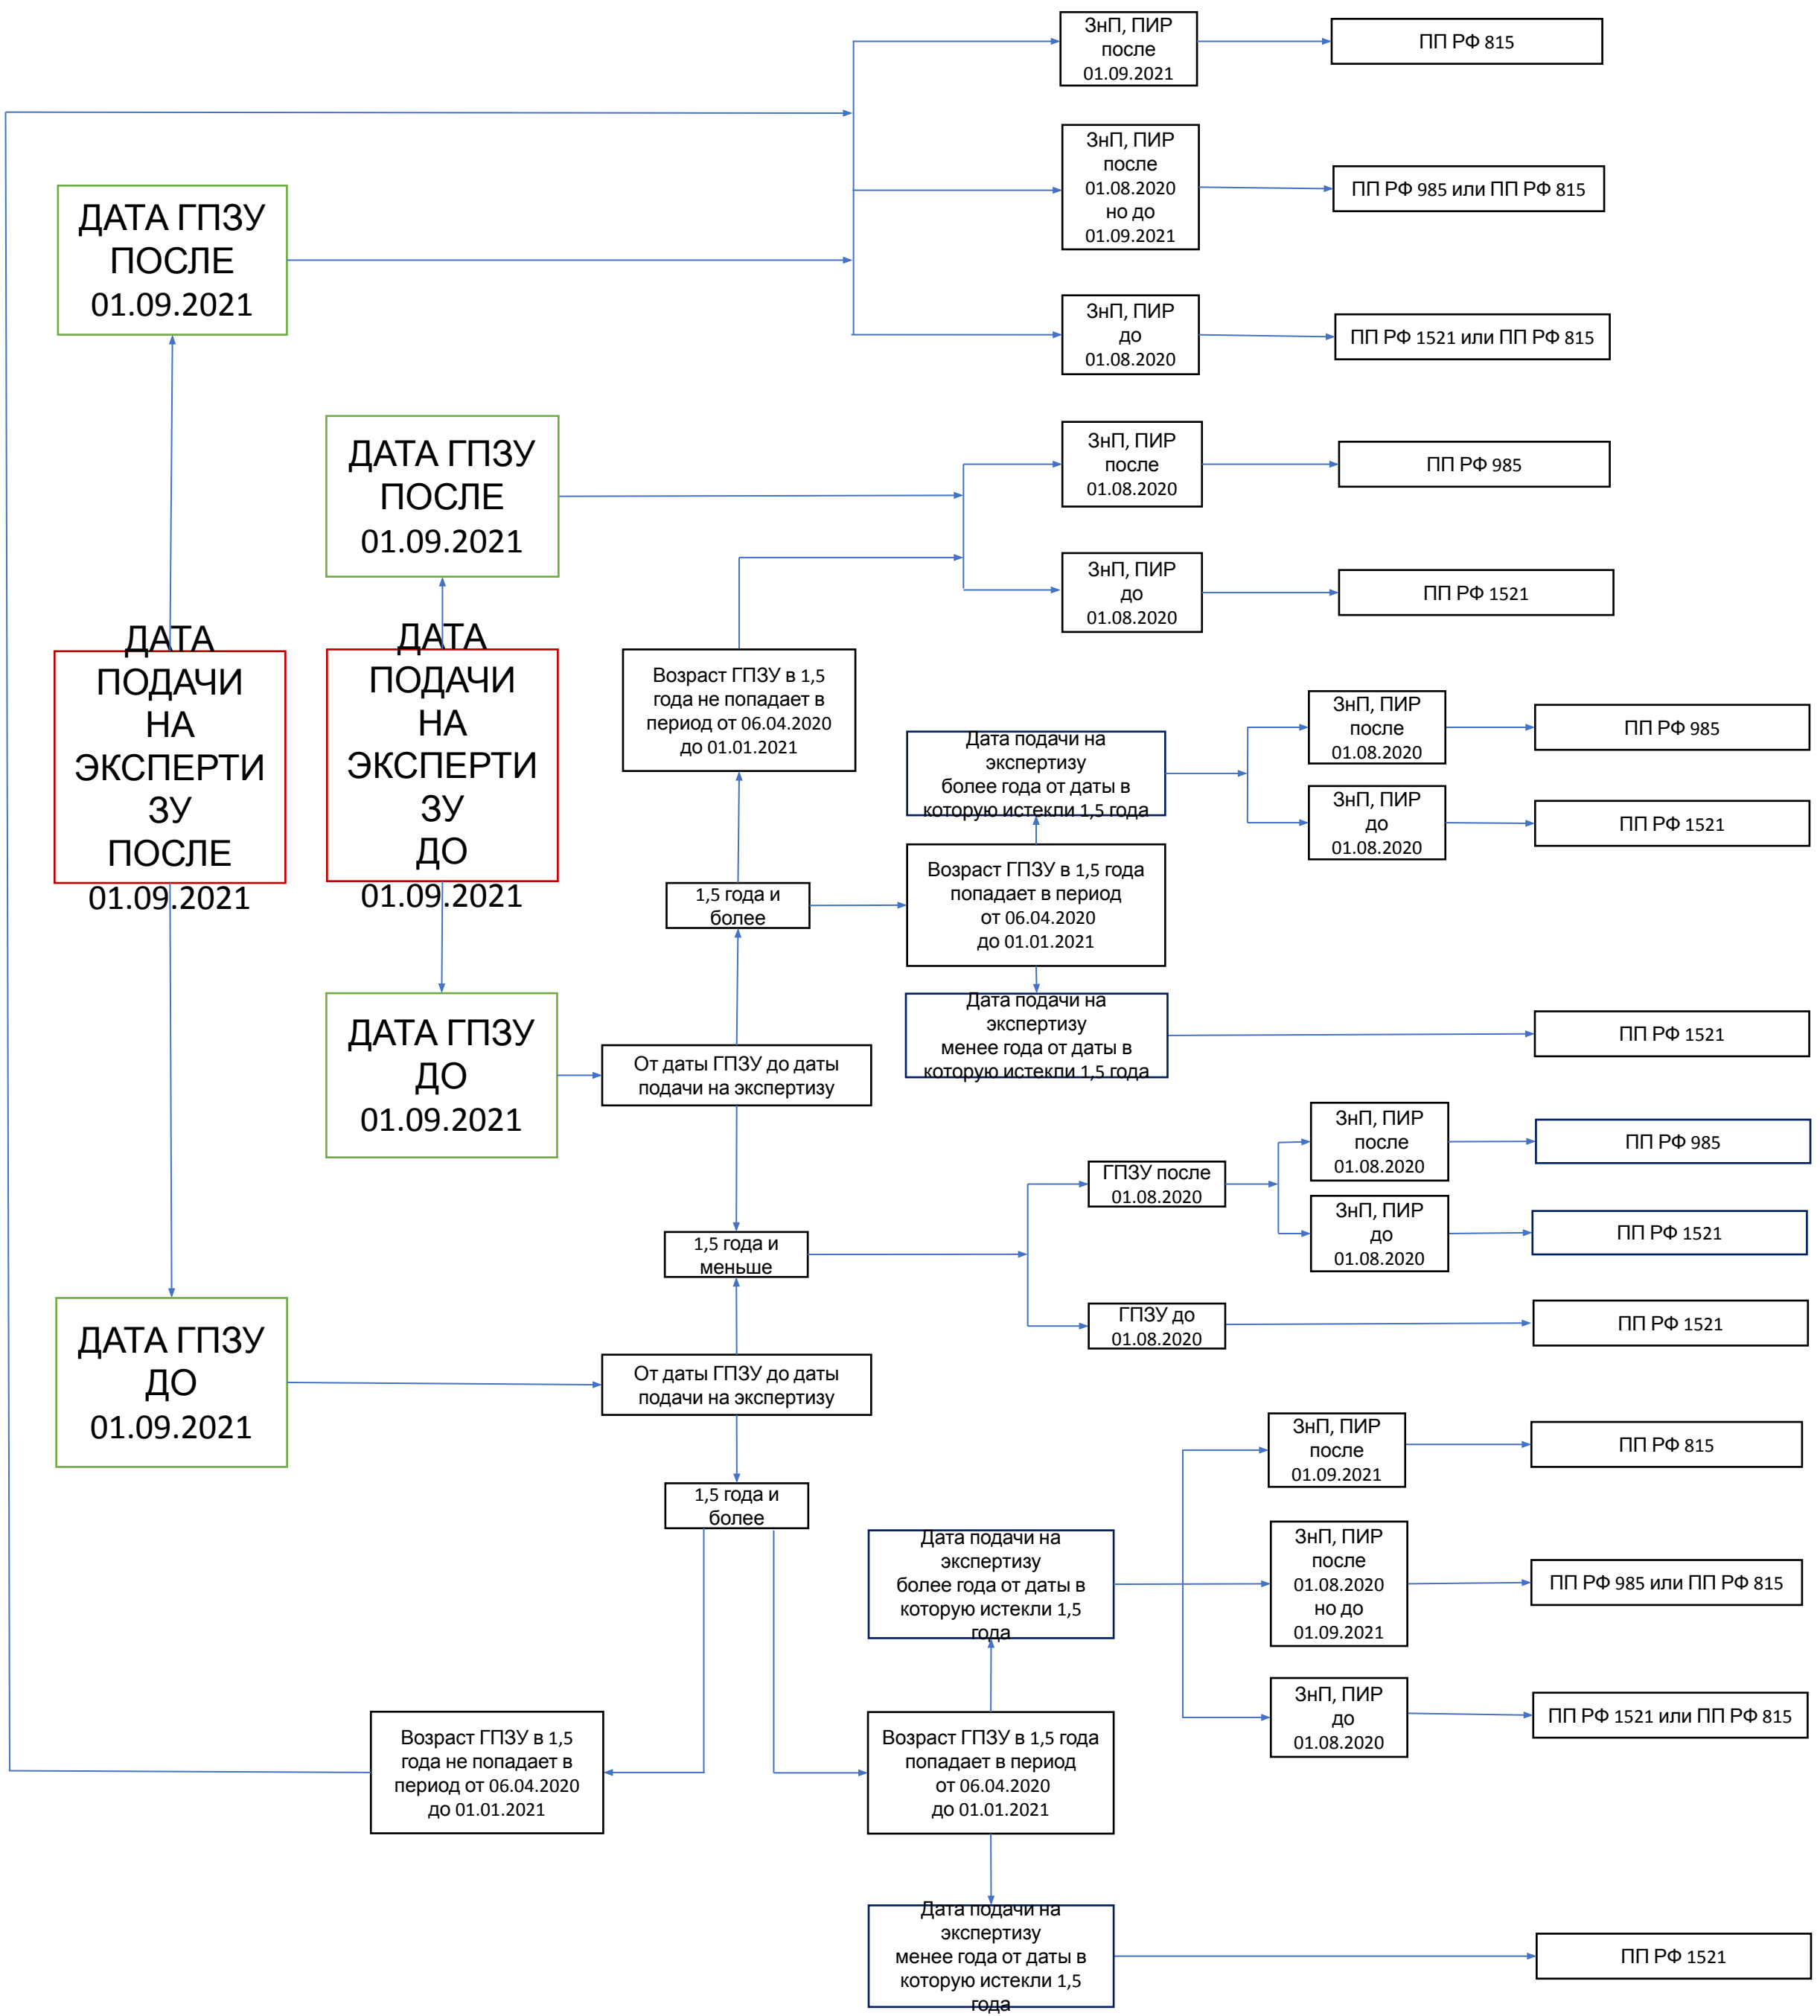 ЗнП, ПИР
после
01.09.2021
ПП РФ 815
ЗнП, ПИР
после
01.08.2020
но до
01.09.2021
ПП РФ 985 или ПП РФ 815
ДАТА ГПЗУ
ПОСЛЕ
01.09.2021
ЗнП, ПИР
до
01.08.2020
ПП РФ 1521 или ПП РФ 815
ДАТА ГПЗУ
ПОСЛЕ
01.09.2021
ЗнП, ПИР
после
01.08.2020
ПП РФ 985
ЗнП, ПИР
до
01.08.2020
ПП РФ 1521
ДАТА
ПОДАЧИ
НА
ЭКСПЕРТИ
ЗУ
ПОСЛЕ
01.09.2021
ДАТА
ПОДАЧИ
НА
ЭКСПЕРТИ
ЗУ
ДО
01.09.2021
Возраст ГПЗУ в 1,5
года не попадает в
период от 06.04.2020
до 01.01.2021
Дата подачи на
экспертизу
более года от даты в
которую истекли 1,5 года
ЗнП, ПИР
после
01.08.2020
ПП РФ 985
ЗнП, ПИР
до
01.08.2020
ПП РФ 1521
1,5 года и
более
Возраст ГПЗУ в 1,5 года
попадает в период
от 06.04.2020
до 01.01.2021
Дата подачи на
экспертизу
менее года от даты в
которую истекли 1,5 года
ПП РФ 1521
ДАТА ГПЗУ
ДО
01.09.2021
От даты ГПЗУ до даты
подачи на экспертизу
ГПЗУ после
01.08.2020
ЗнП, ПИР
после
01.08.2020
ПП РФ 985
ЗнП, ПИР
до
01.08.2020
ПП РФ 1521
1,5 года и
меньше
ГПЗУ до
01.08.2020
ПП РФ 1521
ДАТА ГПЗУ
ДО
01.09.2021
От даты ГПЗУ до даты
подачи на экспертизу
ЗнП, ПИР
после
01.09.2021
ПП РФ 815
1,5 года и
более
Дата подачи на
экспертизу
более года от даты в
которую истекли 1,5
года
ЗнП, ПИР
после
01.08.2020
но до
01.09.2021
ПП РФ 985 или ПП РФ 815
ЗнП, ПИР
до
01.08.2020
ПП РФ 1521 или ПП РФ 815
Возраст ГПЗУ в 1,5
года не попадает в
период от 06.04.2020
до 01.01.2021
Возраст ГПЗУ в 1,5 года
попадает в период
от 06.04.2020
до 01.01.2021
Дата подачи на
экспертизу
менее года от даты в
которую истекли 1,5
года
ПП РФ 1521